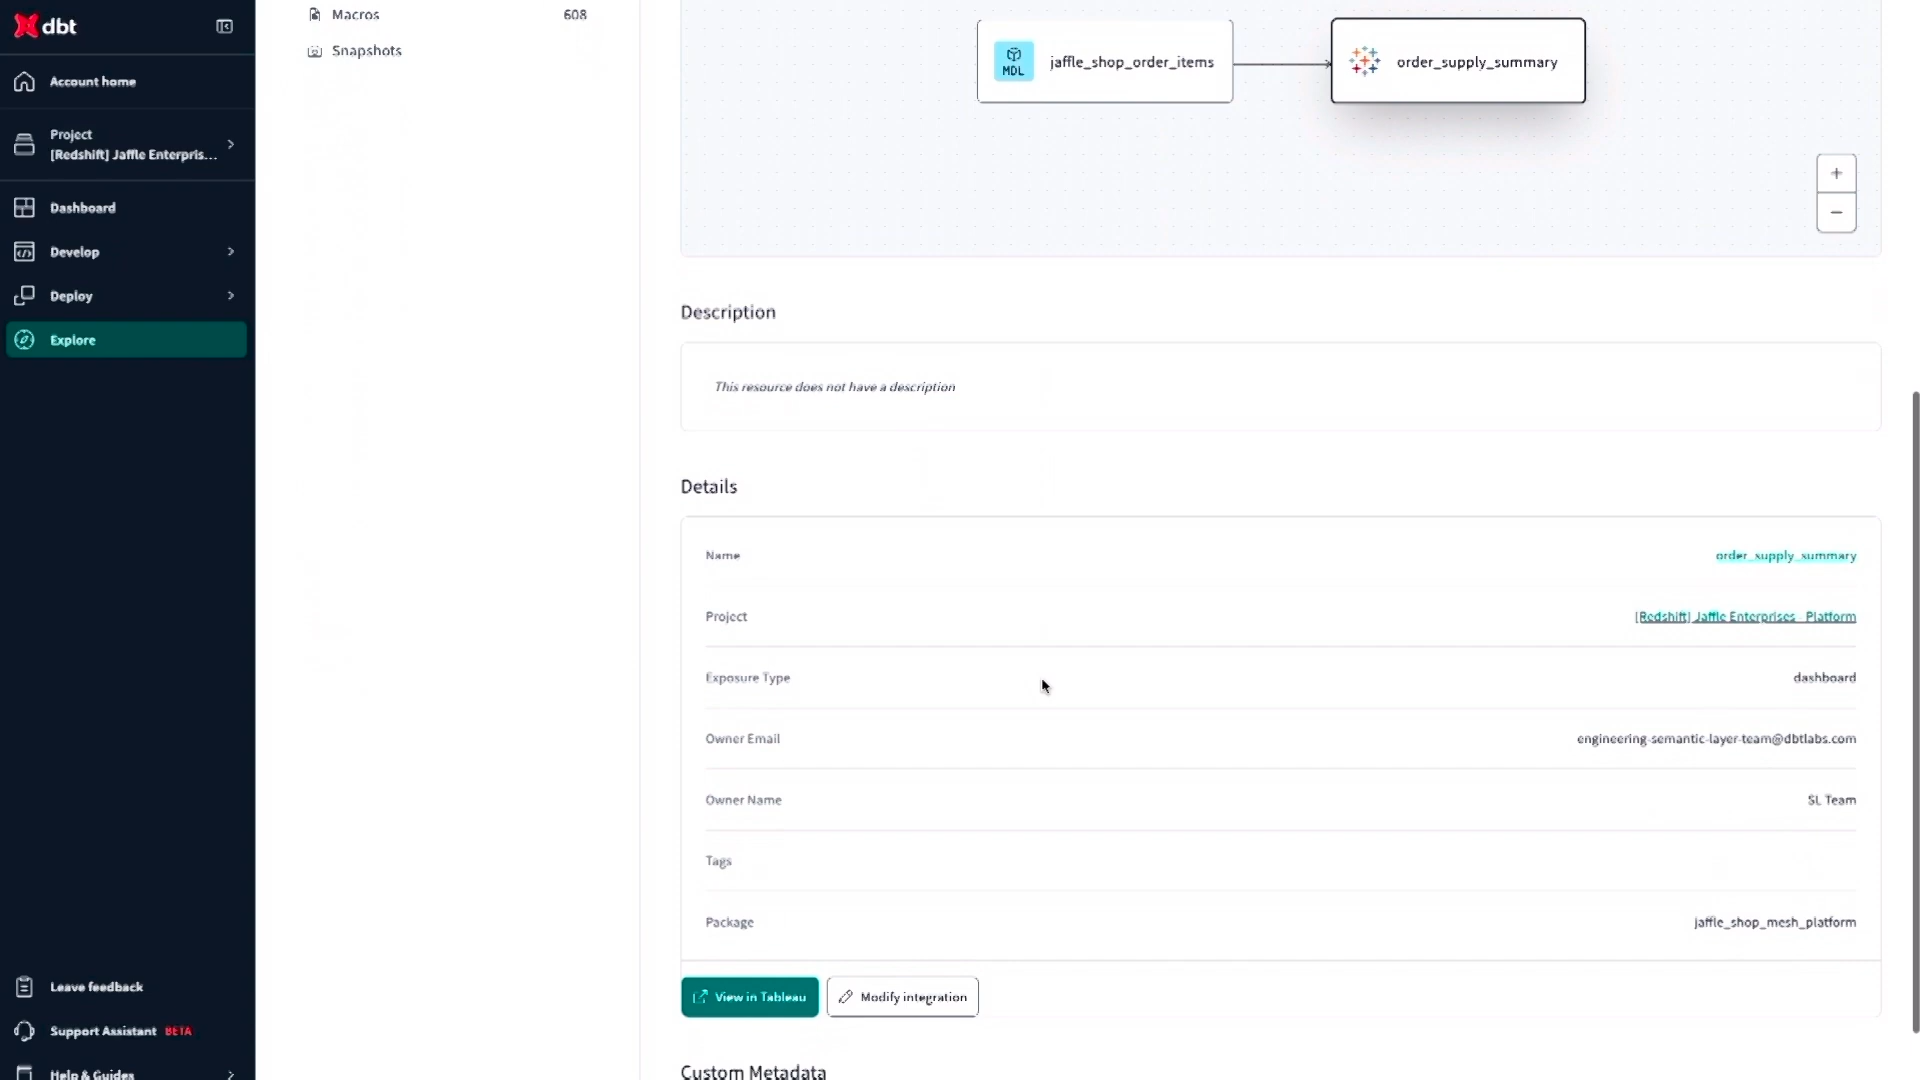 dbt
Account home
Project
[Redshift] Jaffle Enterpris...
Dashboard
Develop
Deploy
Explore
Leave feedback
Support Assistant BETA
Help & Guides
Macros 608
Snapshots
MDL
jaffle_shop_order_items
order_supply_summary
+
−
Description
This resource does not have a description
Details
Name order_supply_summary
Project [Redshift] Jaffle Enterprises - Platform
Exposure Type dashboard
Owner Email engineering-semantic-layer-team@dbtlabs.com
Owner Name SL Team
Tags
Package jaffle_shop_mesh_platform
View in Tableau
Modify integration
Custom Metadata